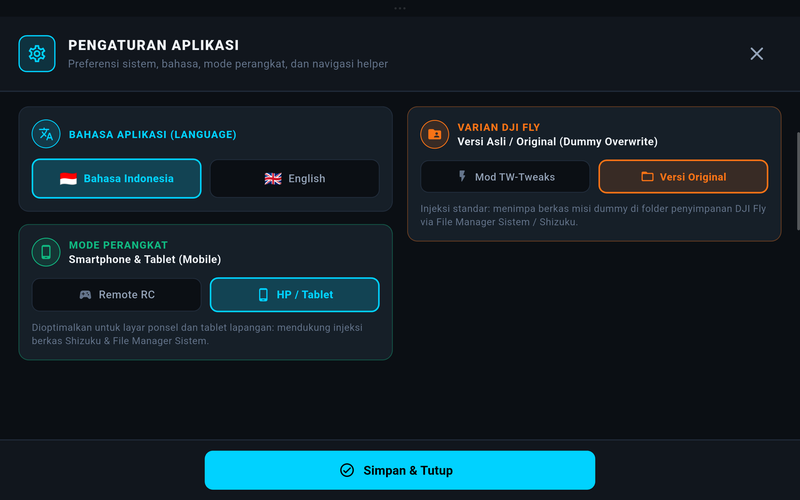 PENGATURAN APLIKASI
Preferensi sistem, bahasa, mode perangkat, dan navigasi helper
BAHASA APLIKASI (LANGUAGE)
Bahasa Indonesia
English
MODE PERANGKAT
Smartphone & Tablet (Mobile)
Remote RC
HP / Tablet
Dioptimalkan untuk layar ponsel dan tablet lapangan: mendukung injeksi
berkas Shizuku & File Manager Sistem.
VARIAN DJI FLY
Versi Asli / Original (Dummy Overwrite)
Mod TW-Tweaks
Versi Original
Injeksi standar: menimpa berkas misi dummy di folder penyimpanan DJI Fly
via File Manager Sistem / Shizuku.
Simpan & Tutup